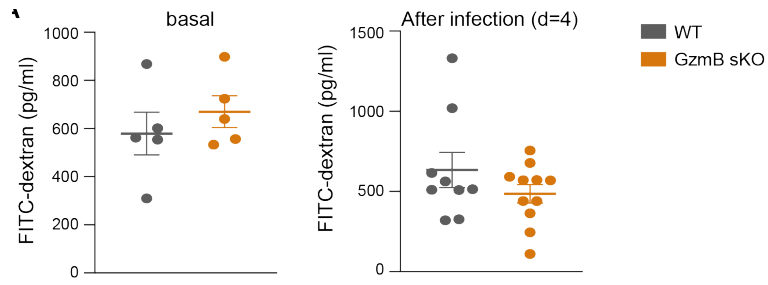 A
basal
FITC-dextran (pg/ml)
1000
800
600
400
200
0
After infection (d=4)
FITC-dextran (pg/ml)
1500
1000
500
0
WT
GzmB sKO